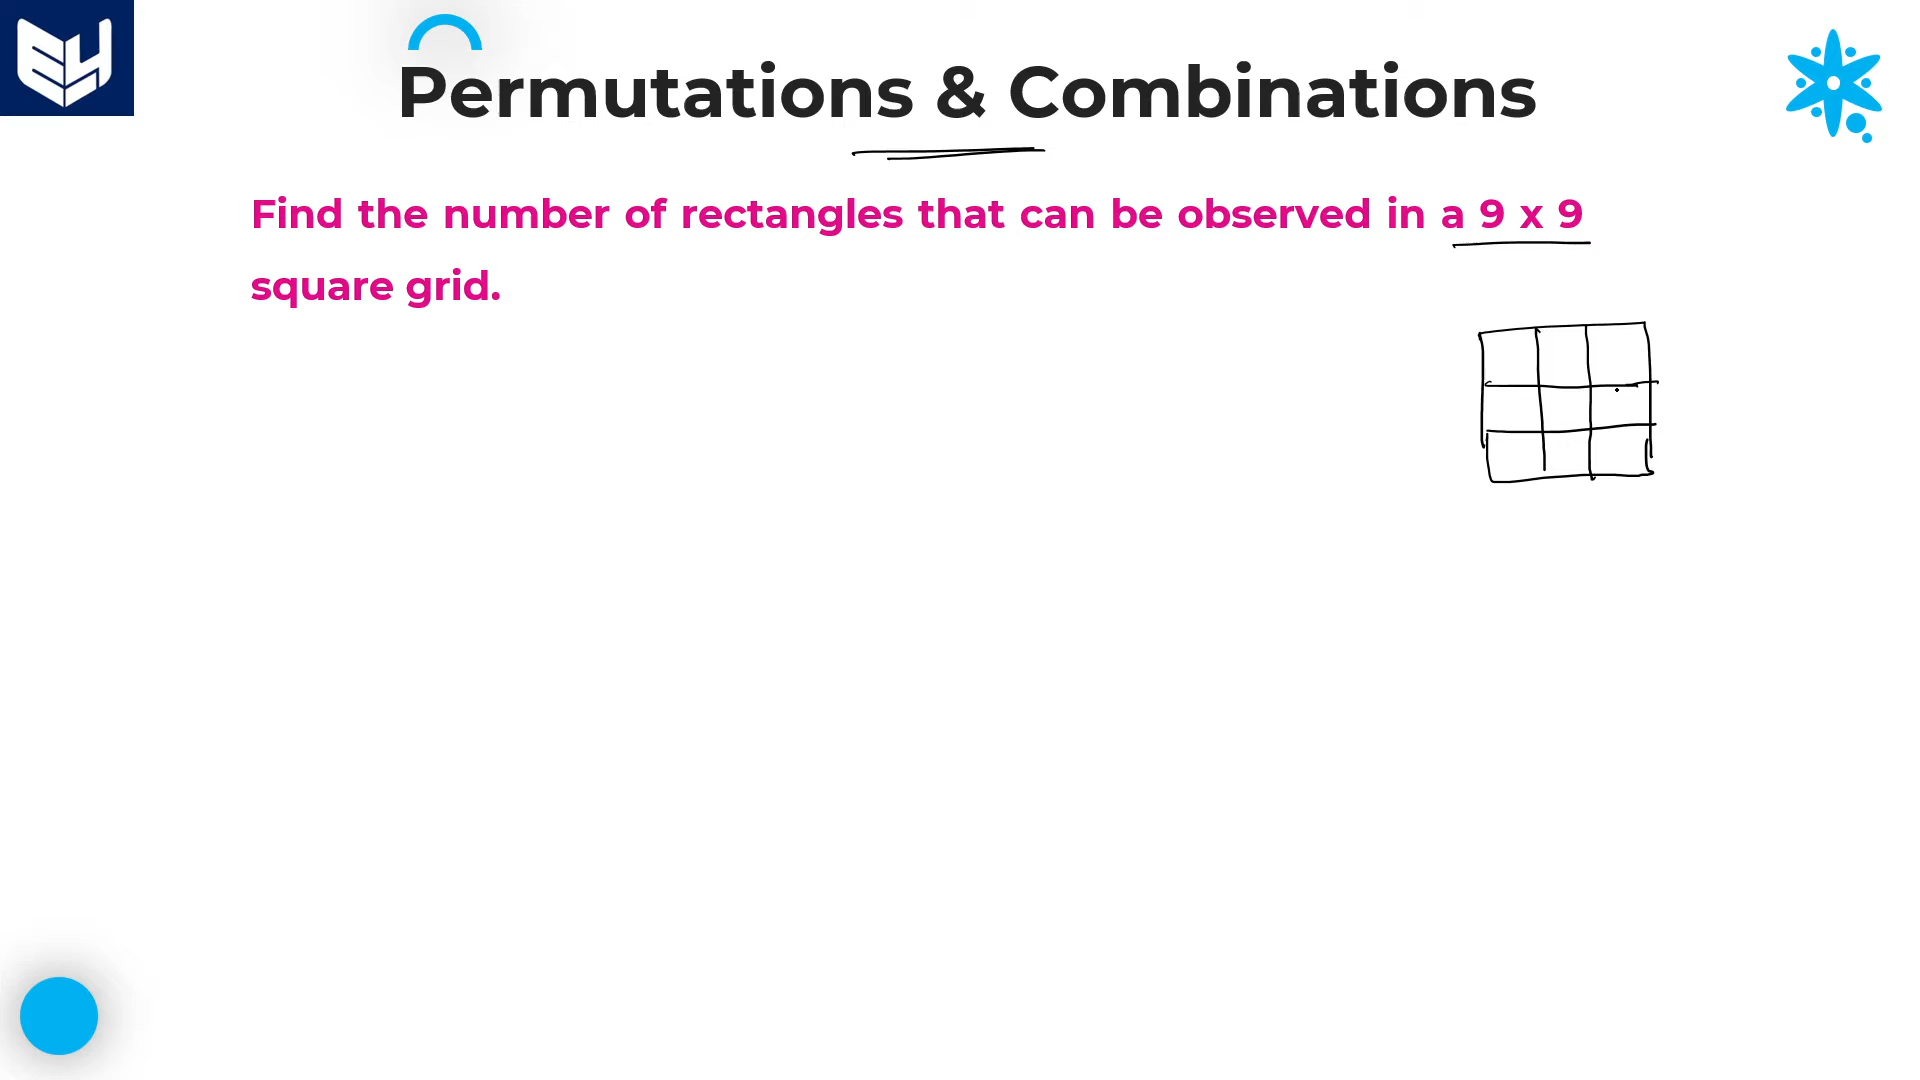 Permutations & Combinations
Find the number of rectangles that can be observed in a 9 x 9
square grid.